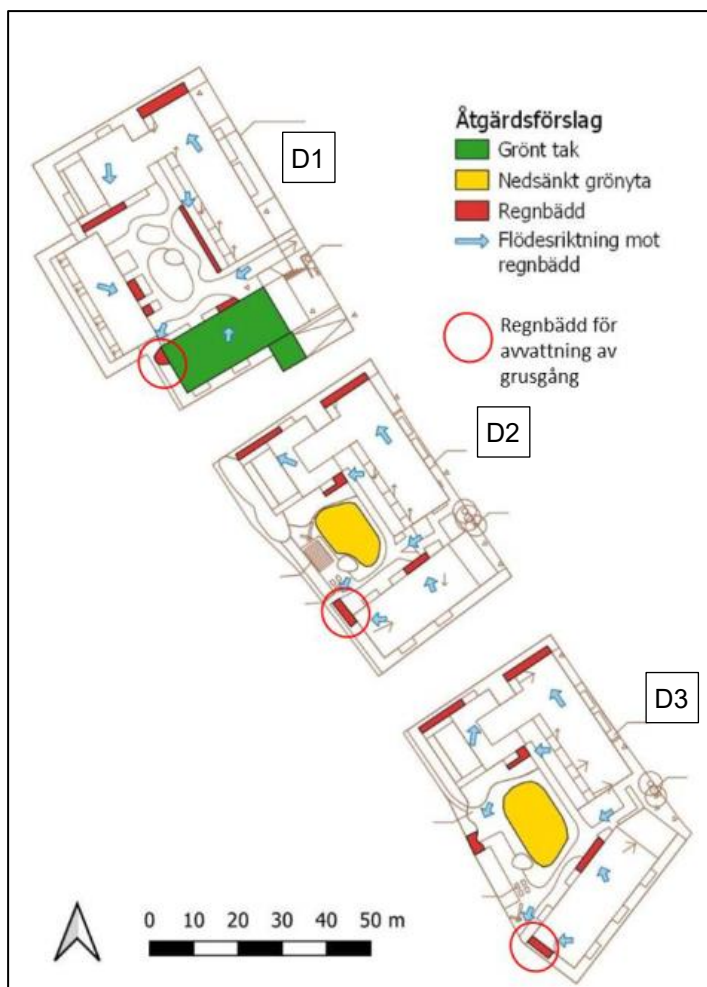 D1
Åtgärdsförslag
Grönt tak
Nedsänkt grönyta
Regnbädd
Flödesriktning mot
regnbädd
Regnbädd för
avvattning av
grusgång
D2
D3
0 10 20 30 40 50 m